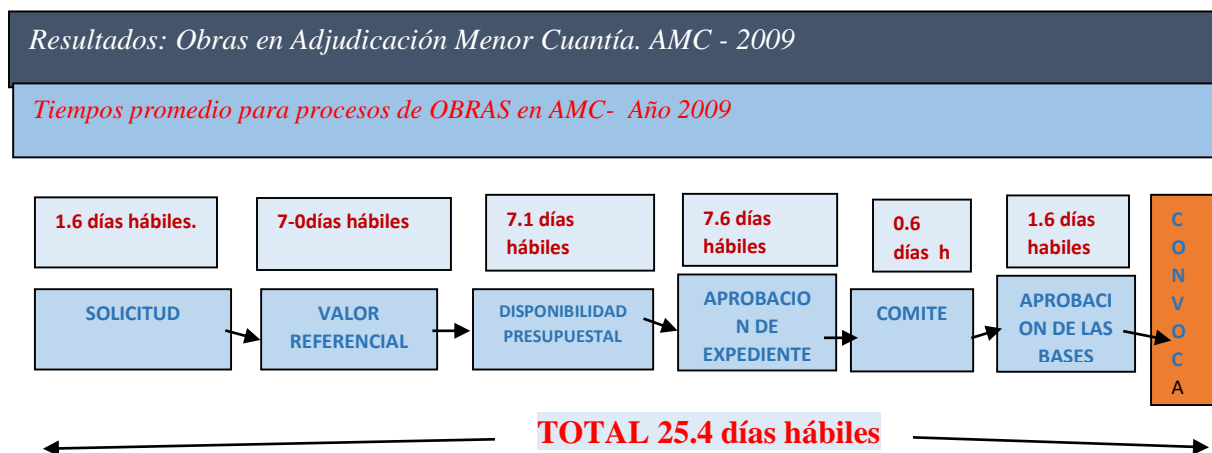 Resultados: Obras en Adjudicación Menor Cuantía. AMC - 2009
Tiempos promedio para procesos de OBRAS en AMC- Año 2009
1.6 días hábiles.
7-0días hábiles
7.1 días
hábiles
7.6 días
hábiles
0.6
días h
1.6 días
habiles
SOLICITUD
VALOR
REFERENCIAL
DISPONIBILIDAD
PRESUPUESTAL
APROBACIO
N DE
EXPEDIENTE
COMITE
APROBACI
ON DE LAS
BASES
C
O
N
V
O
C
A
TOTAL 25.4 días hábiles